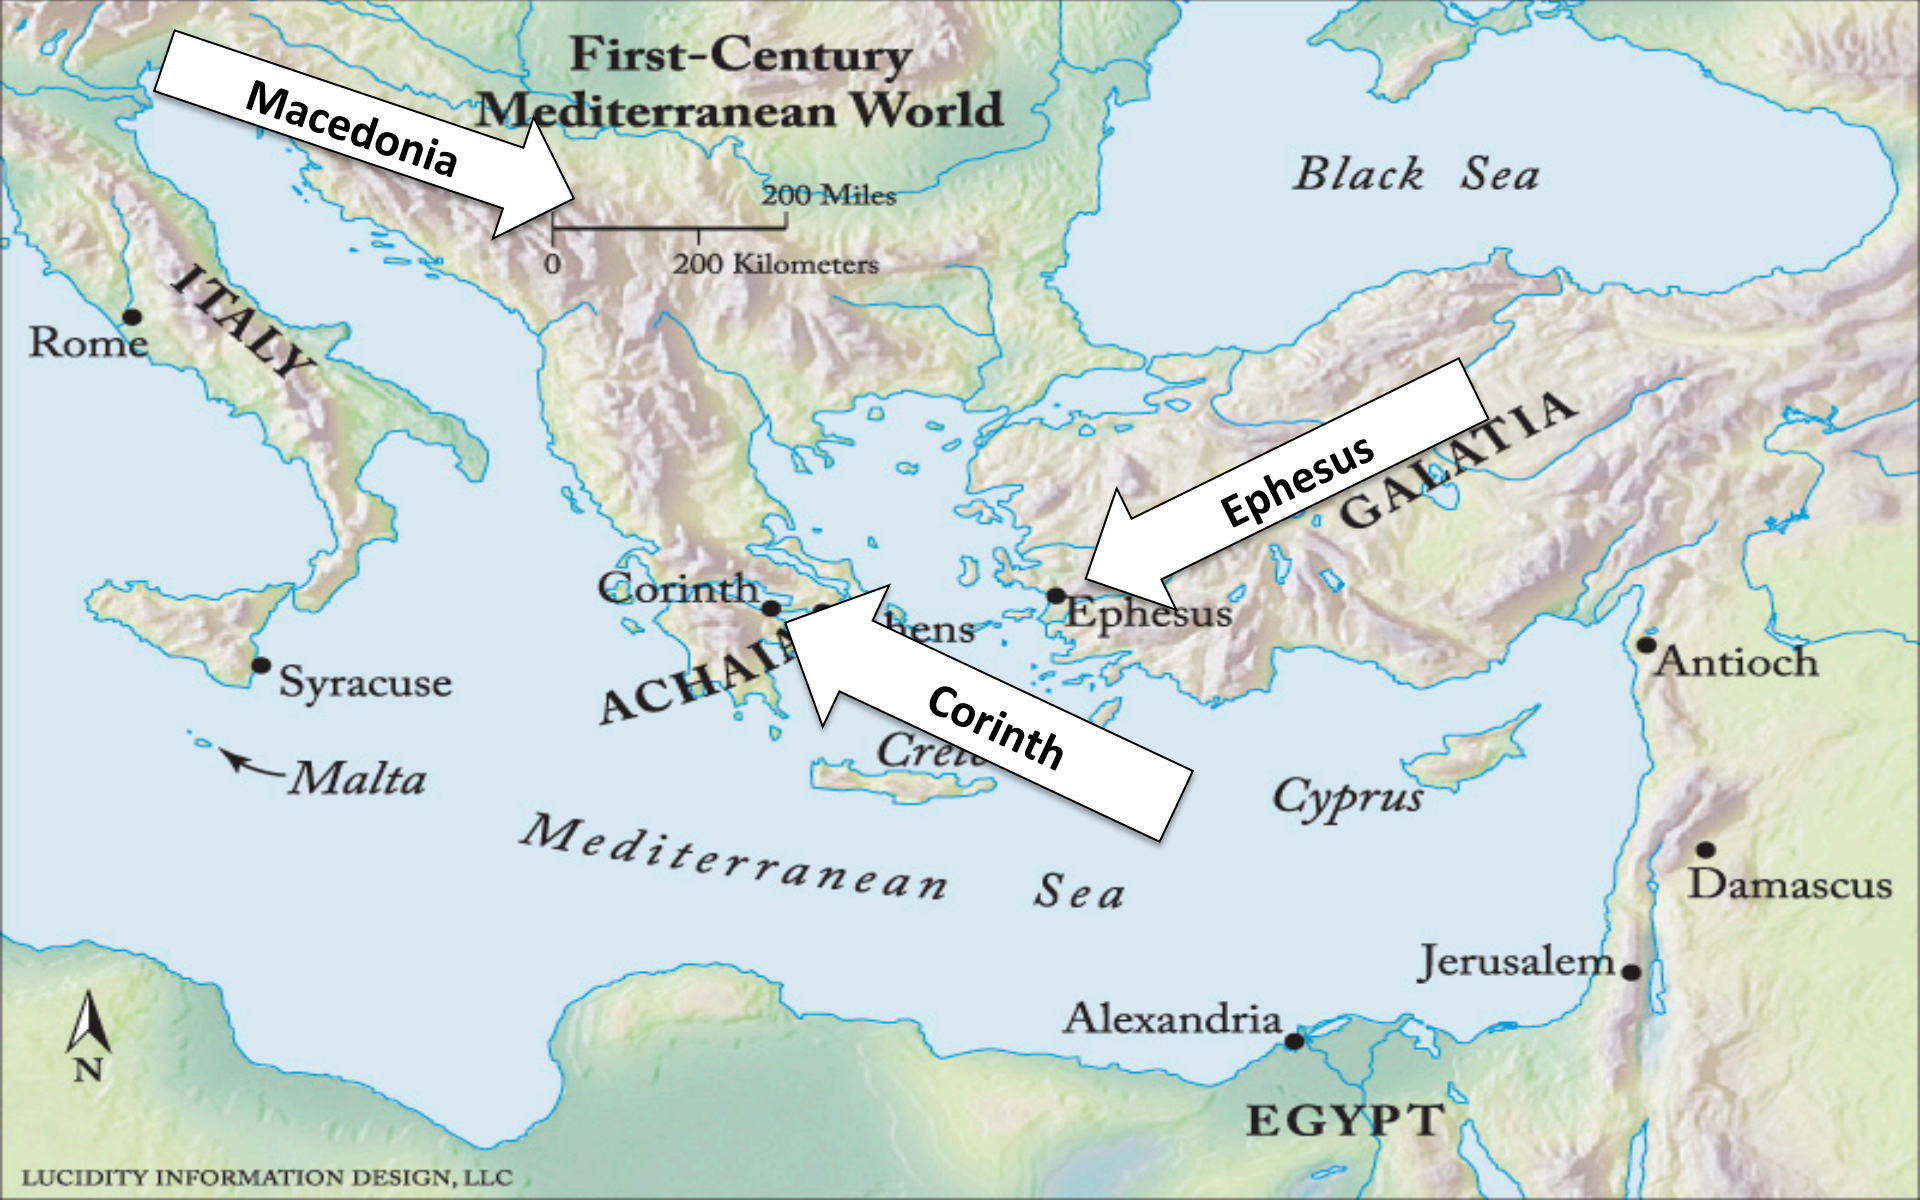 First-Century
Mediterranean World
Macedonia
Black Sea
200 Miles
0
200 Kilometers
ITALY
Rome
GALATIA
Ephesus
Corinth
Ephesus
hens
ACHAIA
Antioch
Syracuse
Corinth
Malta
Cyprus
Mediterranean Sea
Damascus
Jerusalem
Alexandria
N
EGYPT
LUCIDITY INFORMATION DESIGN, LLC